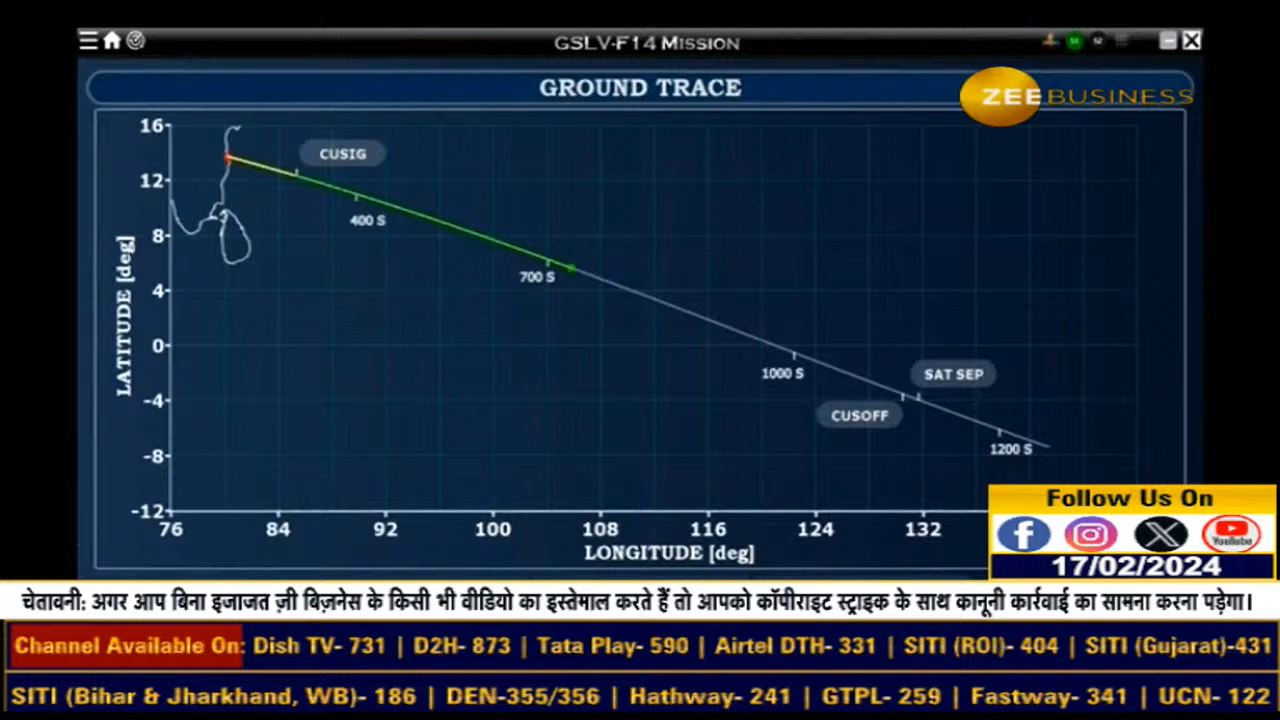 GSLV-F14 MISSION
GROUND TRACE
ZEE BUSINESS
16
12
8
4
0
-4
-8
-12
LATITUDE [deg]
CUSIG
400 S
700 S
1000 S
SAT SEP
CUSOFF
1200 S
76 84 92 100 108 116 124 132
LONGITUDE [deg]
Follow Us On
YouTube
17/02/2024
चेतावनी: अगर आप बिना इजाजत ज़ी बिज़नेस के किसी भी वीडियो का इस्तेमाल करते हैं तो आपको कॉपीराइट स्ट्राइक के साथ कानूनी कार्रवाई का सामना करना पड़ेगा।
Channel Available On: Dish TV- 731 | D2H- 873 | Tata Play- 590 | Airtel DTH- 331 | SITI (ROI)- 404 | SITI (Gujarat)-431
SITI (Bihar & Jharkhand, WB)- 186 | DEN-355/356 | Hathway- 241 | GTPL- 259 | Fastway- 341 | UCN- 122